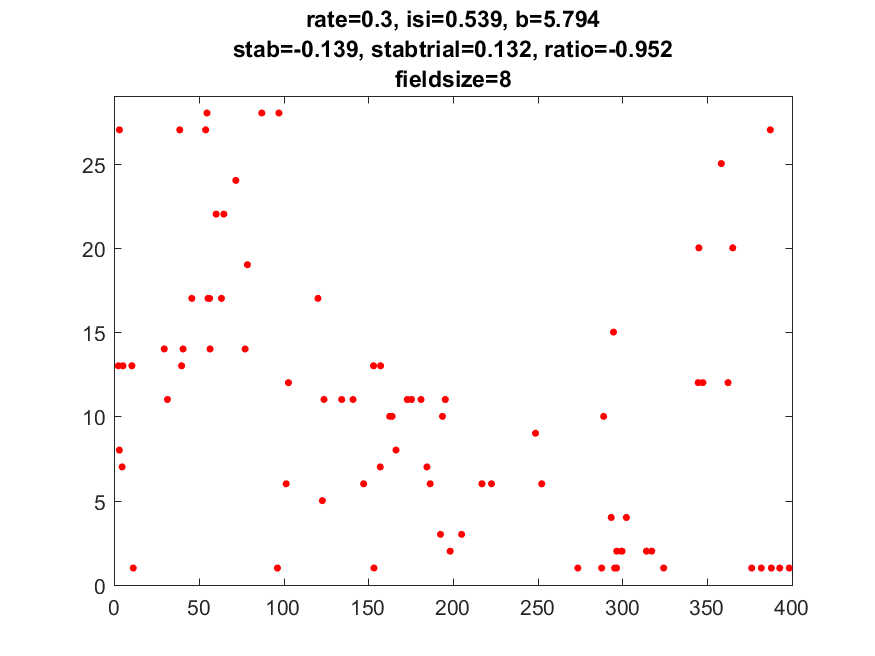 rate=0.3, isi=0.539, b=5.794
stab=-0.139, stabtrial=0.132, ratio=-0.952
fieldsize=8
25
20
15
10
5
0
0 50 100 150 200 250 300 350 400